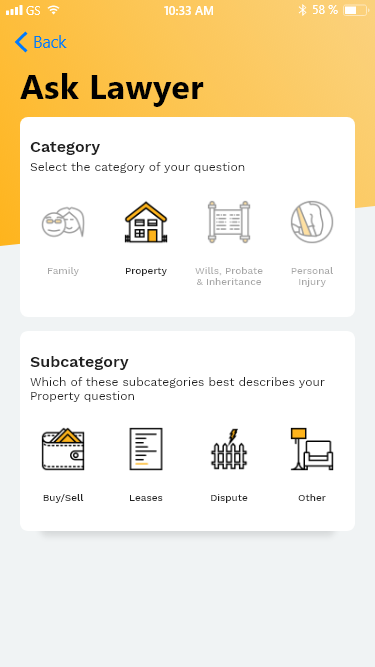 GS 10:33 AM 58 %
Back
Ask Lawyer
Category
Select the category of your question
Family Property Wills, Probate & Inheritance Personal Injury
Subcategory
Which of these subcategories best describes your
Property question
Buy/Sell Leases Dispute Other